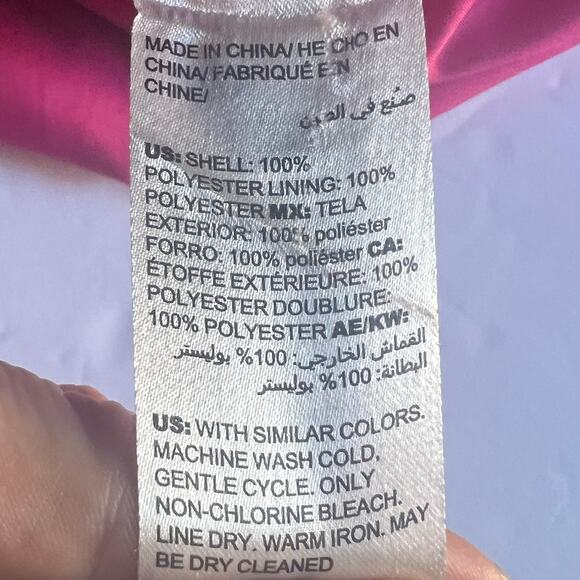 MADE IN CHINA/ HECHO EN
CHINA/ FABRIQUÉ EN
CHINE/
صنع في الصين
US: SHELL: 100%
POLYESTER LINING: 100%
POLYESTER MX: TELA
EXTERIOR: 100% poliéster
FORRO: 100% poliéster CA:
ÉTOFFE EXTÉRIEURE: 100%
POLYESTER DOUBLURE:
100% POLYESTER AE/KW:
القماش الخارجي: 100% بوليستر
البطانة: 100% بوليستر
US: WITH SIMILAR COLORS.
MACHINE WASH COLD.
GENTLE CYCLE. ONLY
NON-CHLORINE BLEACH.
LINE DRY. WARM IRON. MAY
BE DRY CLEANED